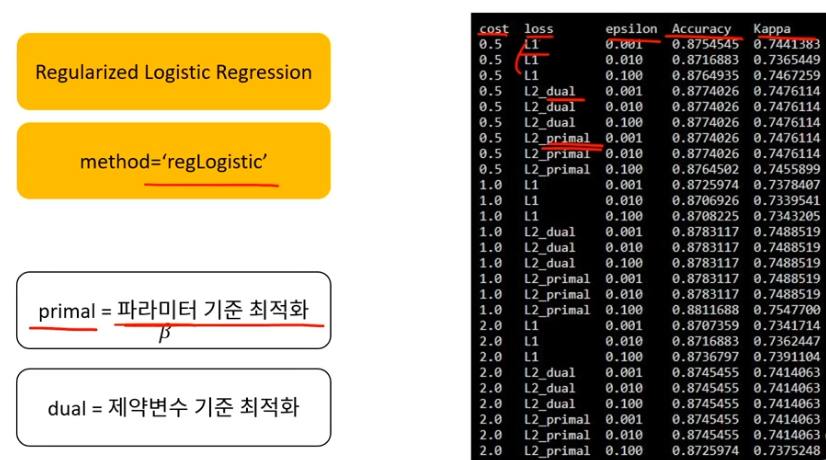 Regularized Logistic Regression
method=‘regLogistic’
primal = 파라미터 기준 최적화
β
dual = 제약변수 기준 최적화
cost loss epsilon Accuracy Kappa
0.5 L1 0.001 0.8754545 0.7441383
0.5 L1 0.010 0.8716883 0.7365449
0.5 L1 0.100 0.8764935 0.7467259
0.5 L2_dual 0.001 0.8774026 0.7476114
0.5 L2_dual 0.010 0.8774026 0.7476114
0.5 L2_dual 0.100 0.8774026 0.7476114
0.5 L2_primal 0.001 0.8774026 0.7476114
0.5 L2_primal 0.010 0.8774026 0.7476114
0.5 L2_primal 0.100 0.8764502 0.7455899
1.0 L1 0.001 0.8725974 0.7378407
1.0 L1 0.010 0.8706926 0.7339541
1.0 L1 0.100 0.8708225 0.7343205
1.0 L2_dual 0.001 0.8783117 0.7488519
1.0 L2_dual 0.010 0.8783117 0.7488519
1.0 L2_dual 0.100 0.8783117 0.7488519
1.0 L2_primal 0.001 0.8783117 0.7488519
1.0 L2_primal 0.010 0.8783117 0.7488519
1.0 L2_primal 0.100 0.8811688 0.7547700
2.0 L1 0.001 0.8707359 0.7341714
2.0 L1 0.010 0.8716883 0.7362447
2.0 L1 0.100 0.8736797 0.7391104
2.0 L2_dual 0.001 0.8745455 0.7414063
2.0 L2_dual 0.010 0.8745455 0.7414063
2.0 L2_dual 0.100 0.8745455 0.7414063
2.0 L2_primal 0.001 0.8745455 0.7414063
2.0 L2_primal 0.010 0.8745455 0.7414063
2.0 L2_primal 0.100 0.8725974 0.7375248